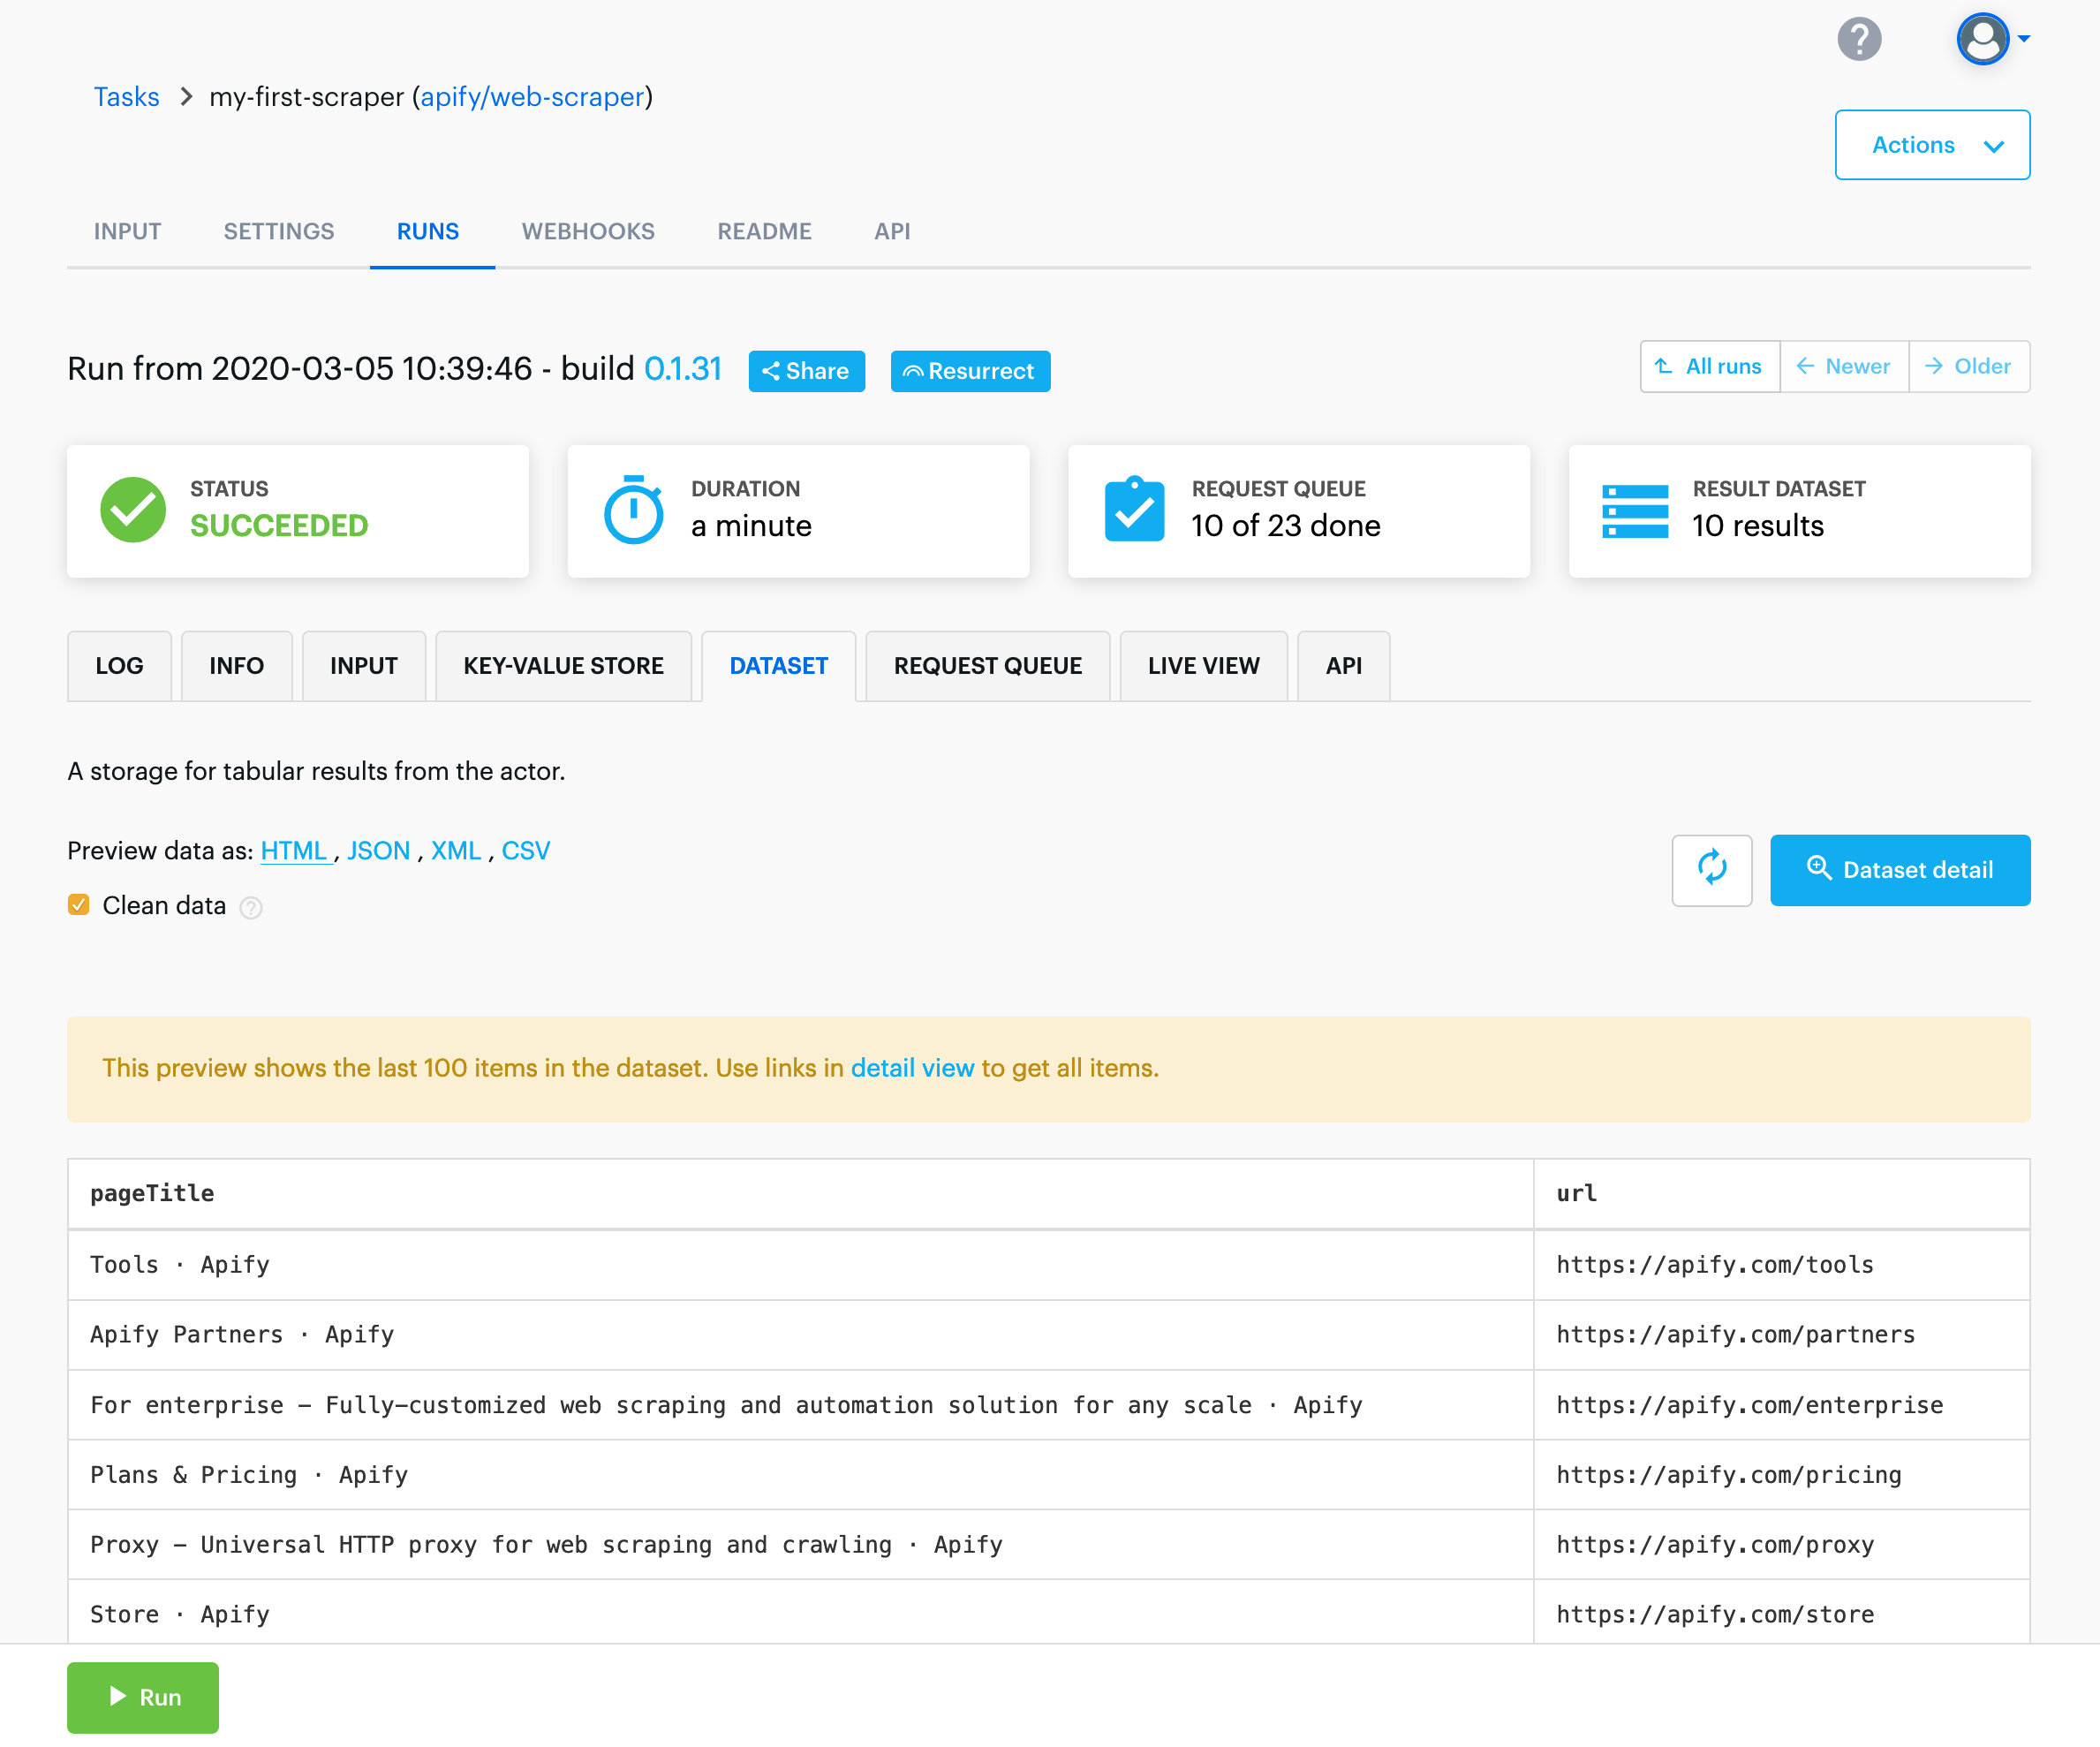 Tasks > my-first-scraper (apify/web-scraper)
Actions
INPUT SETTINGS RUNS WEBHOOKS README API
Run from 2020-03-05 10:39:46 - build 0.1.31 Share Resurrect All runs Newer Older
STATUS
SUCCEEDED
DURATION
a minute
REQUEST QUEUE
10 of 23 done
RESULT DATASET
10 results
LOG INFO INPUT KEY-VALUE STORE DATASET REQUEST QUEUE LIVE VIEW API
A storage for tabular results from the actor.
Preview data as: HTML , JSON , XML , CSV
Dataset detail
Clean data ?
This preview shows the last 100 items in the dataset. Use links in detail view to get all items.
pageTitle url
Tools · Apify https://apify.com/tools
Apify Partners · Apify https://apify.com/partners
For enterprise – Fully-customized web scraping and automation solution for any scale · Apify https://apify.com/enterprise
Plans & Pricing · Apify https://apify.com/pricing
Proxy – Universal HTTP proxy for web scraping and crawling · Apify https://apify.com/proxy
Store · Apify https://apify.com/store
Run